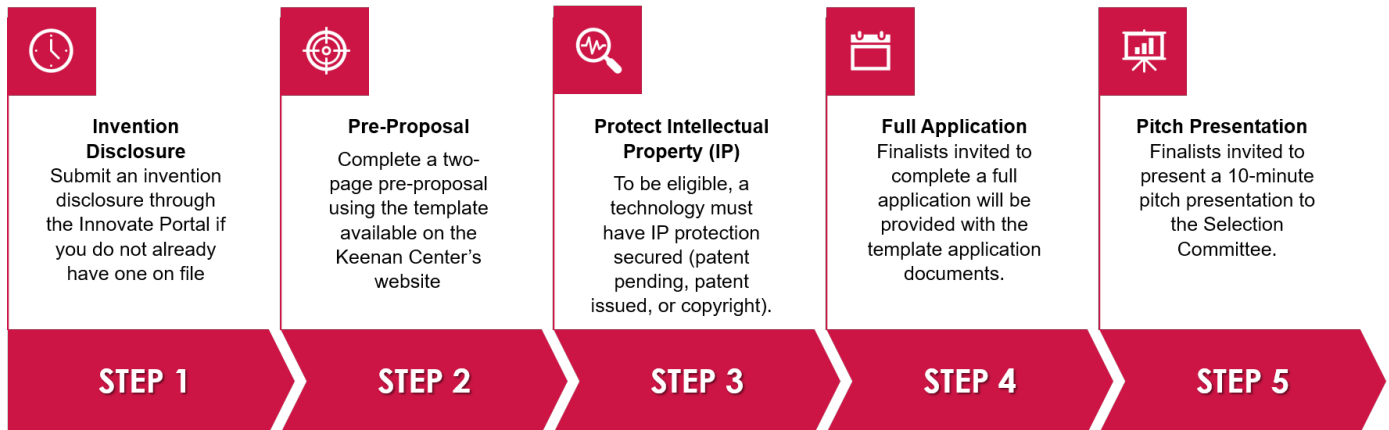 Invention
Disclosure
Submit an invention
disclosure through
the Innovate Portal if
you do not already
have one on file
Pre-Proposal
Complete a two-
page pre-proposal
using the template
available on the
Keenan Center’s
website
Protect Intellectual
Property (IP)
To be eligible, a
technology must
have IP protection
secured (patent
pending, patent
issued, or copyright).
Full Application
Finalists invited to
complete a full
application will be
provided with the
template application
documents.
Pitch Presentation
Finalists invited to
present a 10-minute
pitch presentation to
the Selection
Committee.
STEP 1
STEP 2
STEP 3
STEP 4
STEP 5